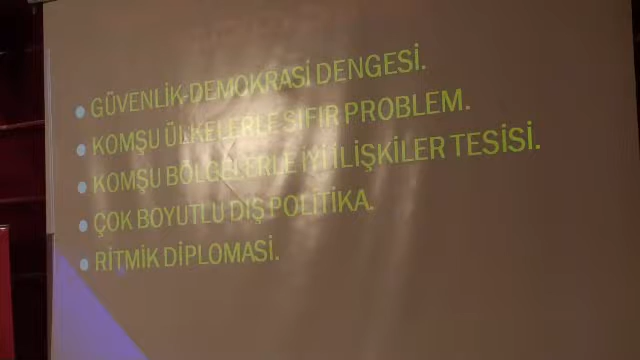 GÜVENLİK-DEMOKRASİ DENGESİ.
KOMŞU ÜLKELERLE SIFIR PROBLEM.
KOMŞU BÖLGELERLE İYİ İLİŞKİLER TESİSİ.
ÇOK BOYUTLU DIŞ POLİTİKA.
RİTMİK DİPLOMASİ.